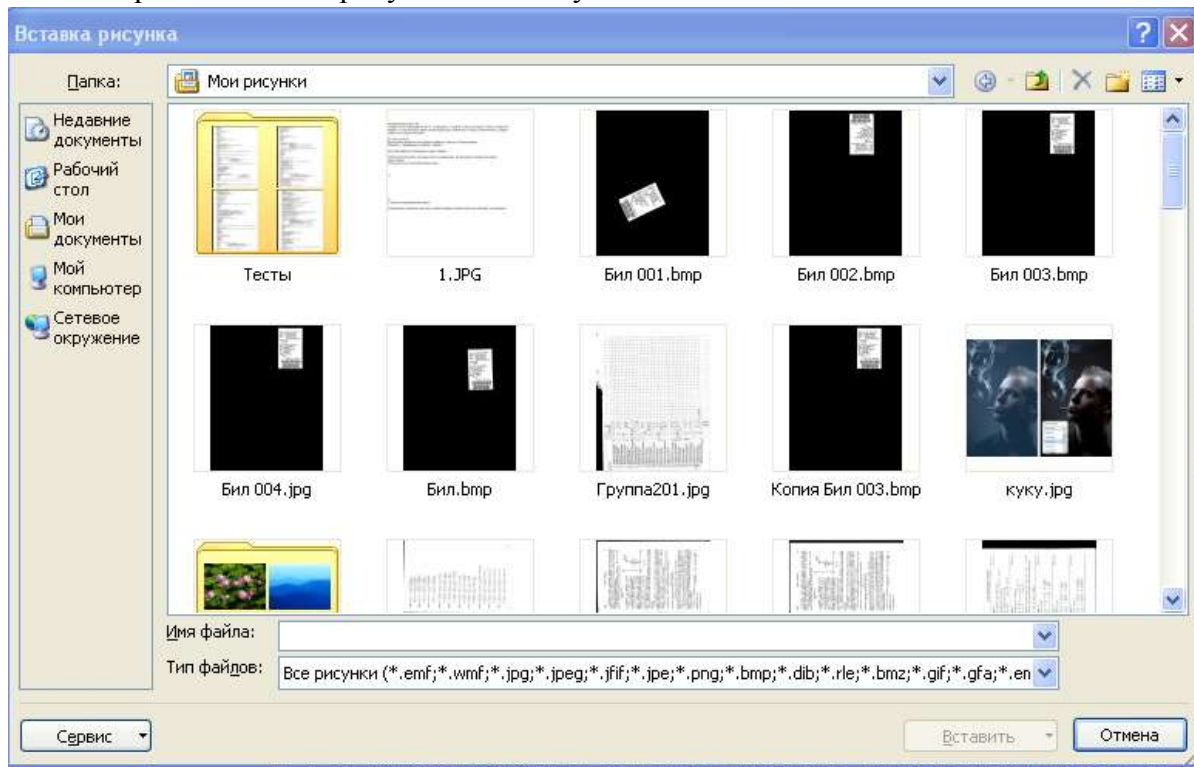 Вставка рисунка
Папка:
Мои рисунки
Недавние
документы
Рабочий
стол
Мои
документы
Мой
компьютер
Сетевое
окружение
Тесты
1.JPG
Бил 001.bmp
Бил 002.bmp
Бил 003.bmp
Бил 004.jpg
Бил.bmp
Группа201.jpg
Копия Бил 003.bmp
куку.jpg
Имя файла:
Тип файлов:
Все рисунки (*.emf;*.wmf;*.jpg;*.jpeg;*.jfif;*.jpe;*.png;*.bmp;*.dib;*.rle;*.bmz;*.gif;*.gfa;*.en
Сервис
Вставить
Отмена